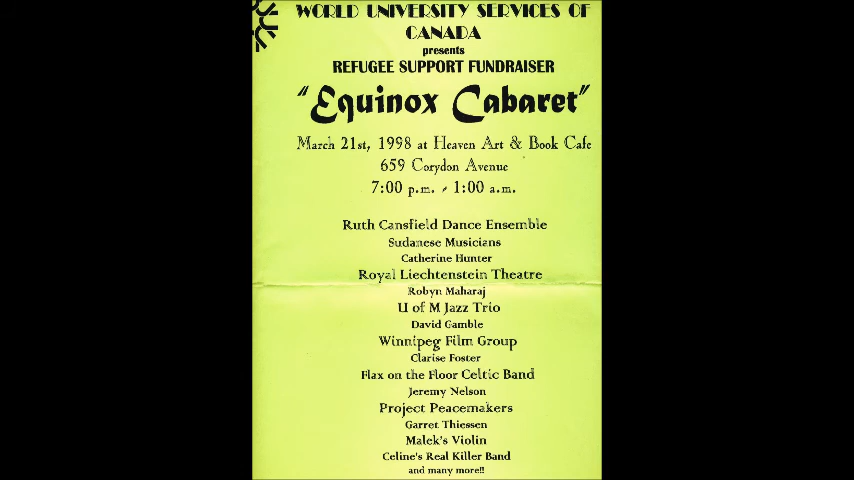 WORLD UNIVERSITY SERVICES OF
CANADA
presents
REFUGEE SUPPORT FUNDRAISER
"Equinox Cabaret"
March 21st, 1998 at Heaven Art & Book Cafe
659 Corydon Avenue
7:00 p.m. - 1:00 a.m.
Ruth Cansfield Dance Ensemble
Sudanese Musicians
Catherine Hunter
Royal Liechtenstein Theatre
Robyn Maharaj
U of M Jazz Trio
David Gamble
Winnipeg Film Group
Clarise Foster
Flax on the Floor Celtic Band
Jeremy Nelson
Project Peacemakers
Garret Thiessen
Malek's Violin
Celine's Real Killer Band
and many more!!